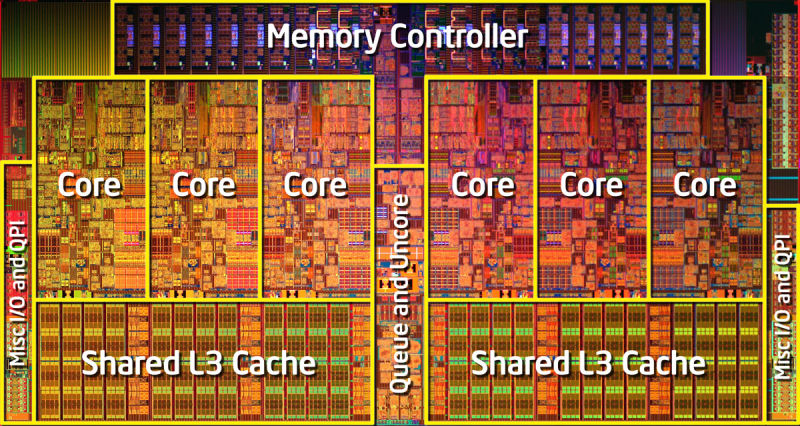 Memory Controller
Core
Core
Core
Core
Core
Core
Misc I/O and QPI
Queue and Uncore
Misc I/O and QPI
Shared L3 Cache
Shared L3 Cache